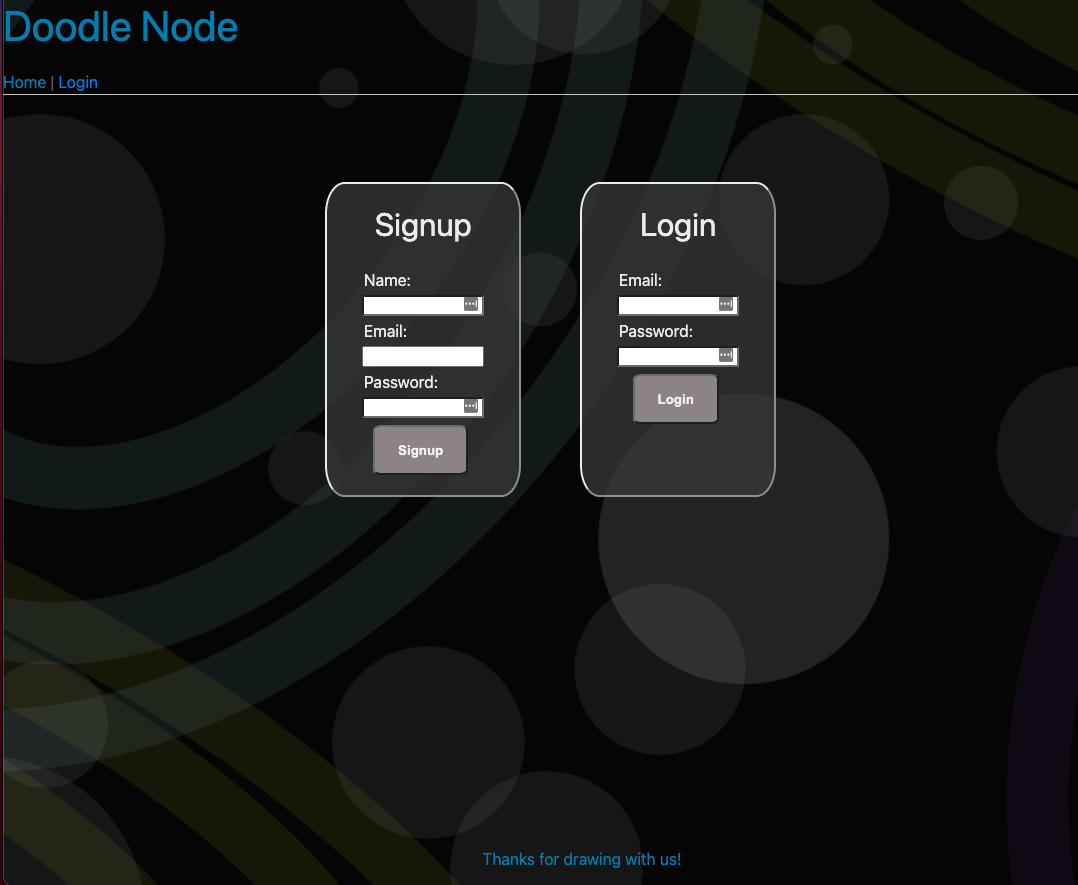 Doodle Node
Home | Login
Signup
Name:
Email:
Password:
Signup
Login
Email:
Password:
Login
Thanks for drawing with us!